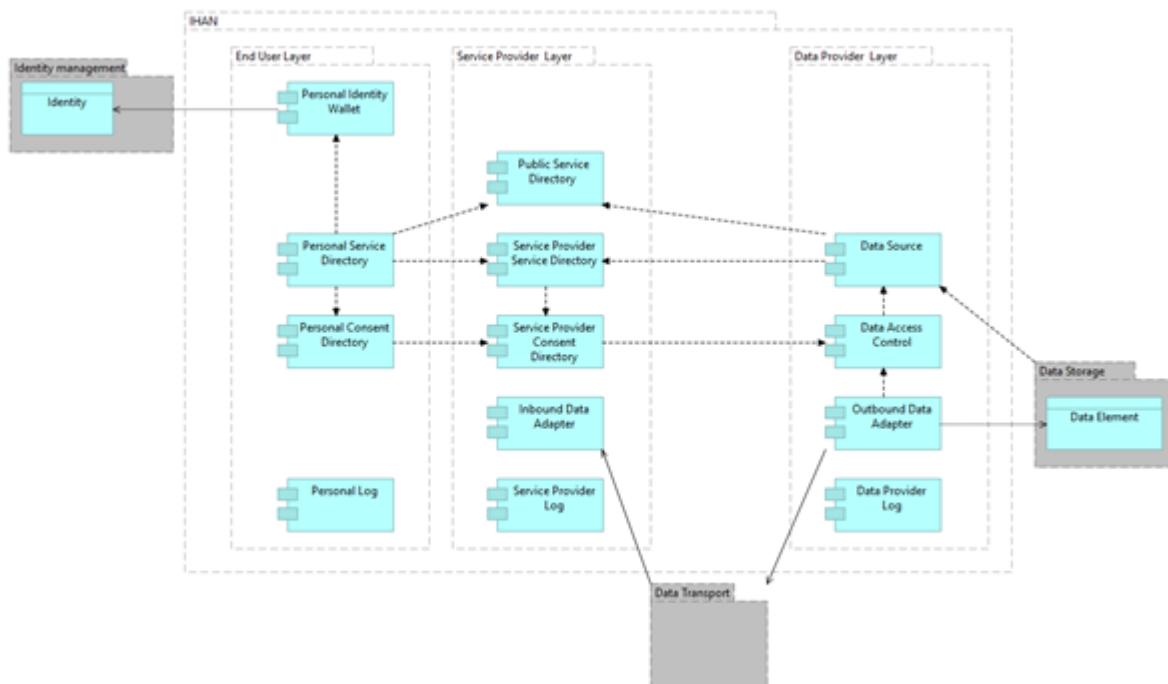 IHAN
Identity management
Identity
End User Layer
Personal Identity
Wallet
Personal Service
Directory
Personal Consent
Directory
Personal Log
Service Provider Layer
Public Service
Directory
Service Provider
Service Directory
Service Provider
Consent
Directory
Inbound Data
Adapter
Service Provider
Log
Data Provider Layer
Data Source
Data Access
Control
Outbound Data
Adapter
Data Provider
Log
Data Storage
Data Element
Data Transport